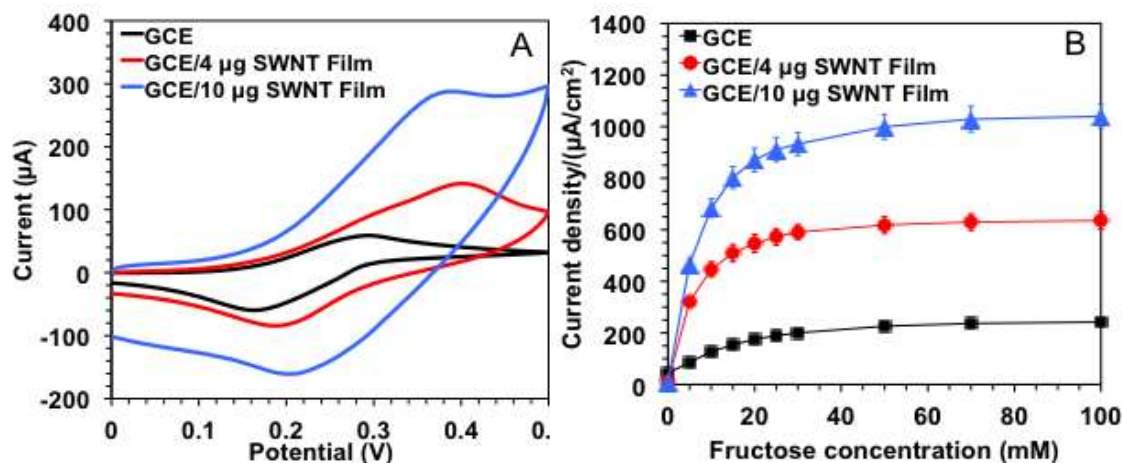 A
GCE
GCE/4 µg SWNT Film
GCE/10 µg SWNT Film
400
300
200
100
0
-100
-200
Current (µA)
0 0.1 0.2 0.3 0.4 0.
Potential (V)
B
GCE
GCE/4 µg SWNT Film
GCE/10 µg SWNT Film
1400
1200
1000
800
600
400
200
0
Current density/(µA/cm²)
0 20 40 60 80 100
Fructose concentration (mM)